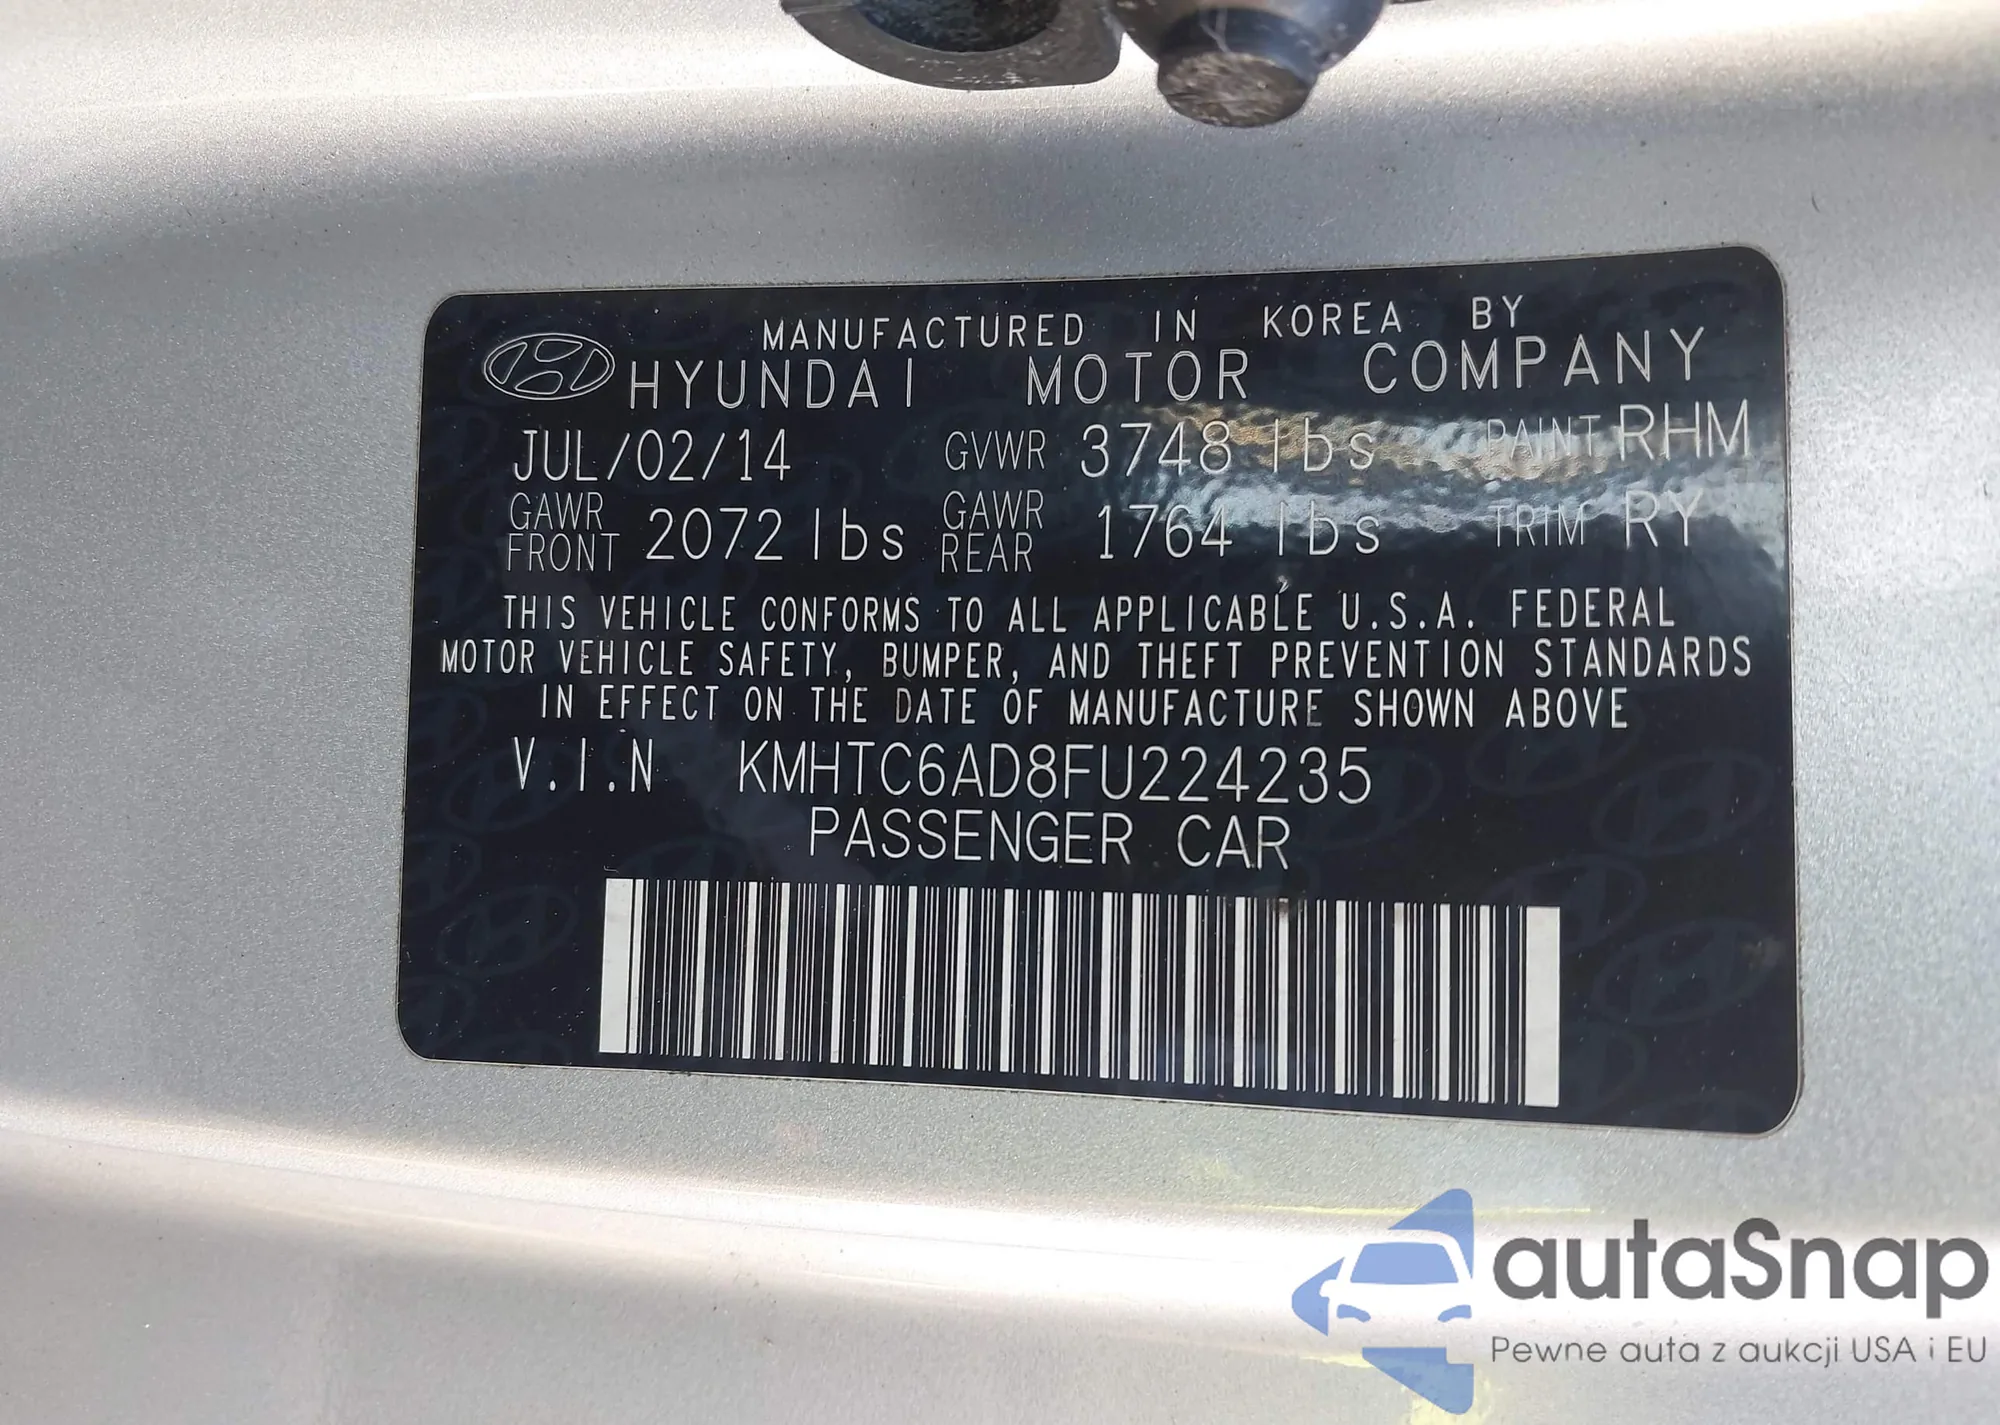 MANUFACTURED IN KOREA BY
HYUNDAI MOTOR COMPANY
JUL/02/14 GVWR 3748 lbs PAINT RHM
GAWR FRONT 2072 lbs GAWR REAR 1764 lbs TRIM RY
THIS VEHICLE CONFORMS TO ALL APPLICABLE U.S.A. FEDERAL
MOTOR VEHICLE SAFETY, BUMPER, AND THEFT PREVENTION STANDARDS
IN EFFECT ON THE DATE OF MANUFACTURE SHOWN ABOVE
V.I.N KMHTC6AD8FU224235
PASSENGER CAR
autaSnap
Pewne auta z aukcji USA i EU